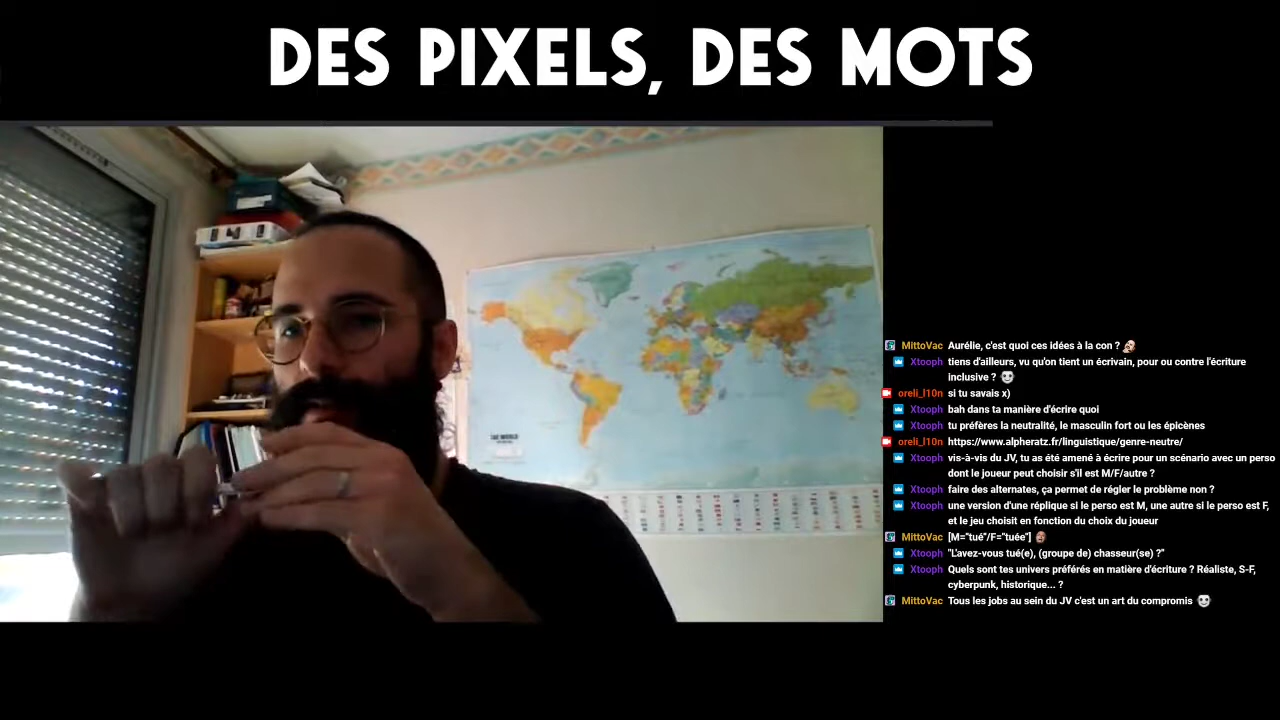 DES PIXELS, DES MOTS
THE WORLD
MittoVac Aurélie, c'est quoi ces idées à la con ?
Xtooph tiens d'ailleurs, vu qu'on tient un écrivain, pour ou contre l'écriture
inclusive ?
oreli_l10n si tu savais x)
Xtooph bah dans ta manière d'écrire quoi
Xtooph tu préfères la neutralité, le masculin fort ou les épicènes
oreli_l10n https://www.alpheratz.fr/linguistique/genre-neutre/
Xtooph vis-à-vis du JV, tu as été amené à écrire pour un scénario avec un perso
dont le joueur peut choisir s'il est M/F/autre ?
Xtooph faire des alternates, ça permet de régler le problème non ?
Xtooph une version d'une réplique si le perso est M, une autre si le perso est F,
et le jeu choisit en fonction du choix du joueur
MittoVac [M="tué"/F="tuée"]
Xtooph "L'avez-vous tué(e), (groupe de) chasseur(se) ?"
Xtooph Quels sont tes univers préférés en matière d'écriture ? Réaliste, S-F,
cyberpunk, historique... ?
MittoVac Tous les jobs au sein du JV c'est un art du compromis